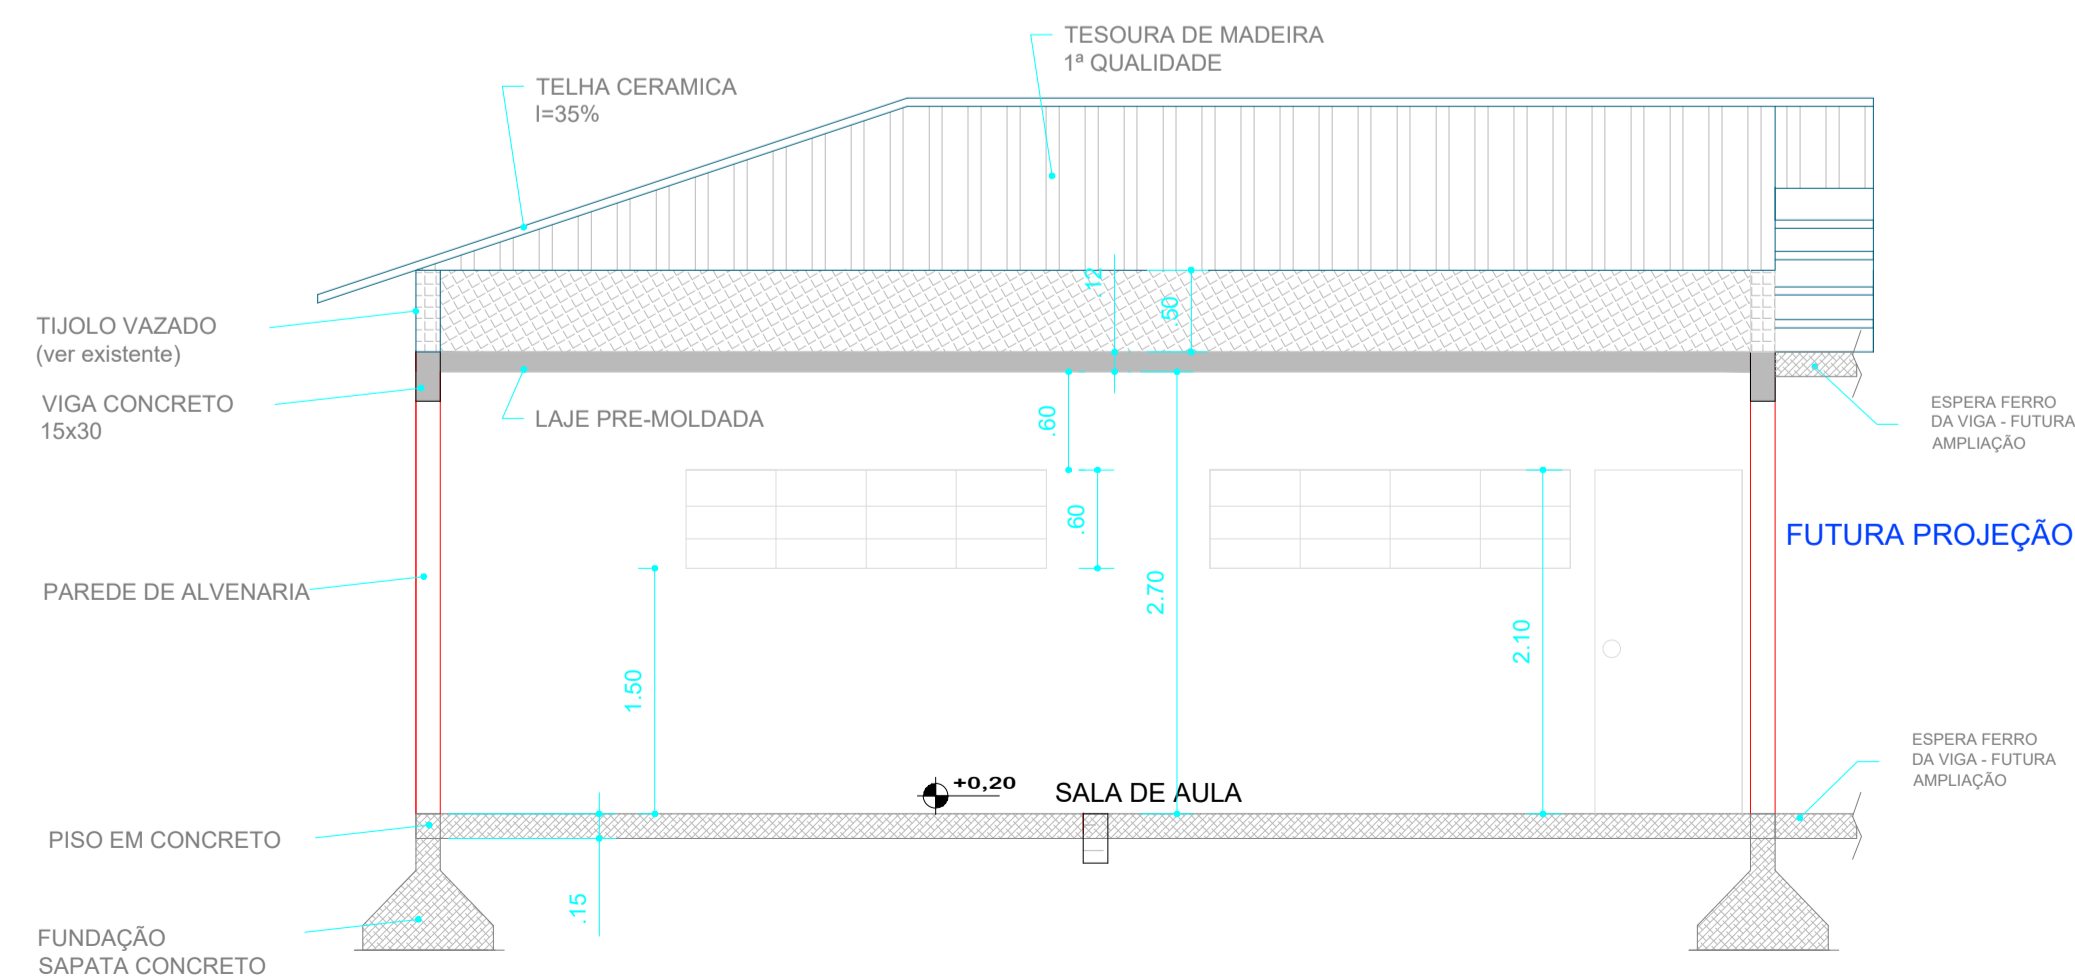 TESOURA DE MADEIRA
1ª QUALIDADE
TELHA CERAMICA
I=35%
.12
.50
TIJOLO VAZADO
(ver existente)
VIGA CONCRETO
15x30
LAJE PRE-MOLDADA
.60
ESPERA FERRO
DA VIGA - FUTURA
AMPLIAÇÃO
.60
FUTURA PROJEÇÃO
PAREDE DE ALVENARIA
2.70
2.10
1.50
ESPERA FERRO
DA VIGA - FUTURA
AMPLIAÇÃO
+0,20
SALA DE AULA
PISO EM CONCRETO
.15
FUNDAÇÃO
SAPATA CONCRETO